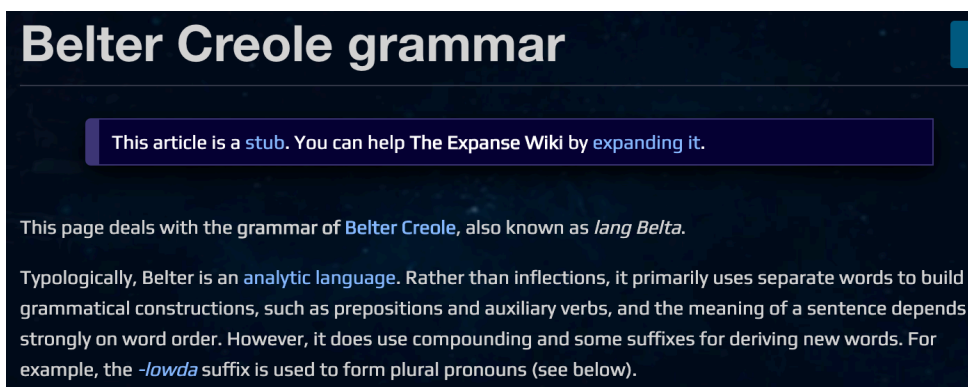 Belter Creole grammar
This article is a stub. You can help The Expanse Wiki by expanding it.
This page deals with the grammar of Belter Creole, also known as lang Belta.
Typologically, Belter is an analytic language. Rather than inflections, it primarily uses separate words to build
grammatical constructions, such as prepositions and auxiliary verbs, and the meaning of a sentence depends
strongly on word order. However, it does use compounding and some suffixes for deriving new words. For
example, the -lowda suffix is used to form plural pronouns (see below).